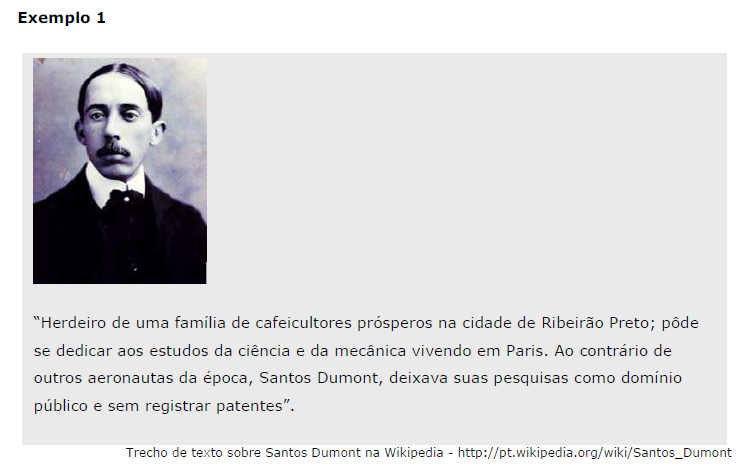 Exemplo 1
“Herdeiro de uma família de cafeicultores prósperos na cidade de Ribeirão Preto; pôde
se dedicar aos estudos da ciência e da mecânica vivendo em Paris. Ao contrário de
outros aeronautas da época, Santos Dumont, deixava suas pesquisas como domínio
público e sem registrar patentes”.
Trecho de texto sobre Santos Dumont na Wikipedia - http://pt.wikipedia.org/wiki/Santos_Dumont